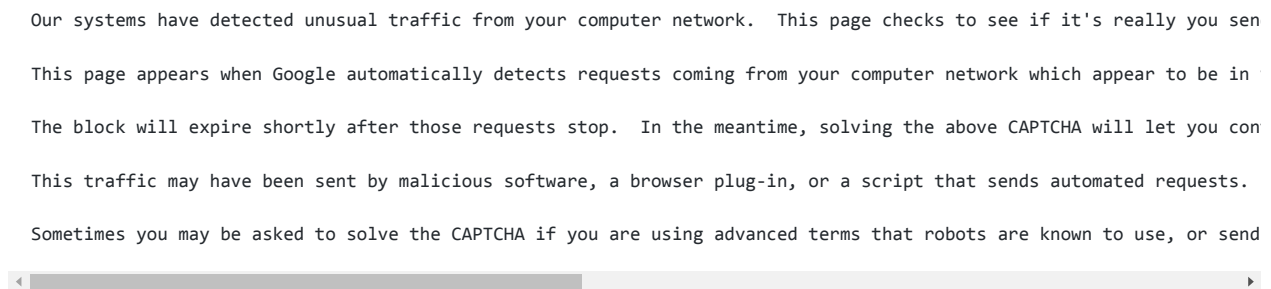 Our systems have detected unusual traffic from your computer network.  This page checks to see if it's really you sen
This page appears when Google automatically detects requests coming from your computer network which appear to be in
The block will expire shortly after those requests stop.  In the meantime, solving the above CAPTCHA will let you con
This traffic may have been sent by malicious software, a browser plug-in, or a script that sends automated requests.
Sometimes you may be asked to solve the CAPTCHA if you are using advanced terms that robots are known to use, or send